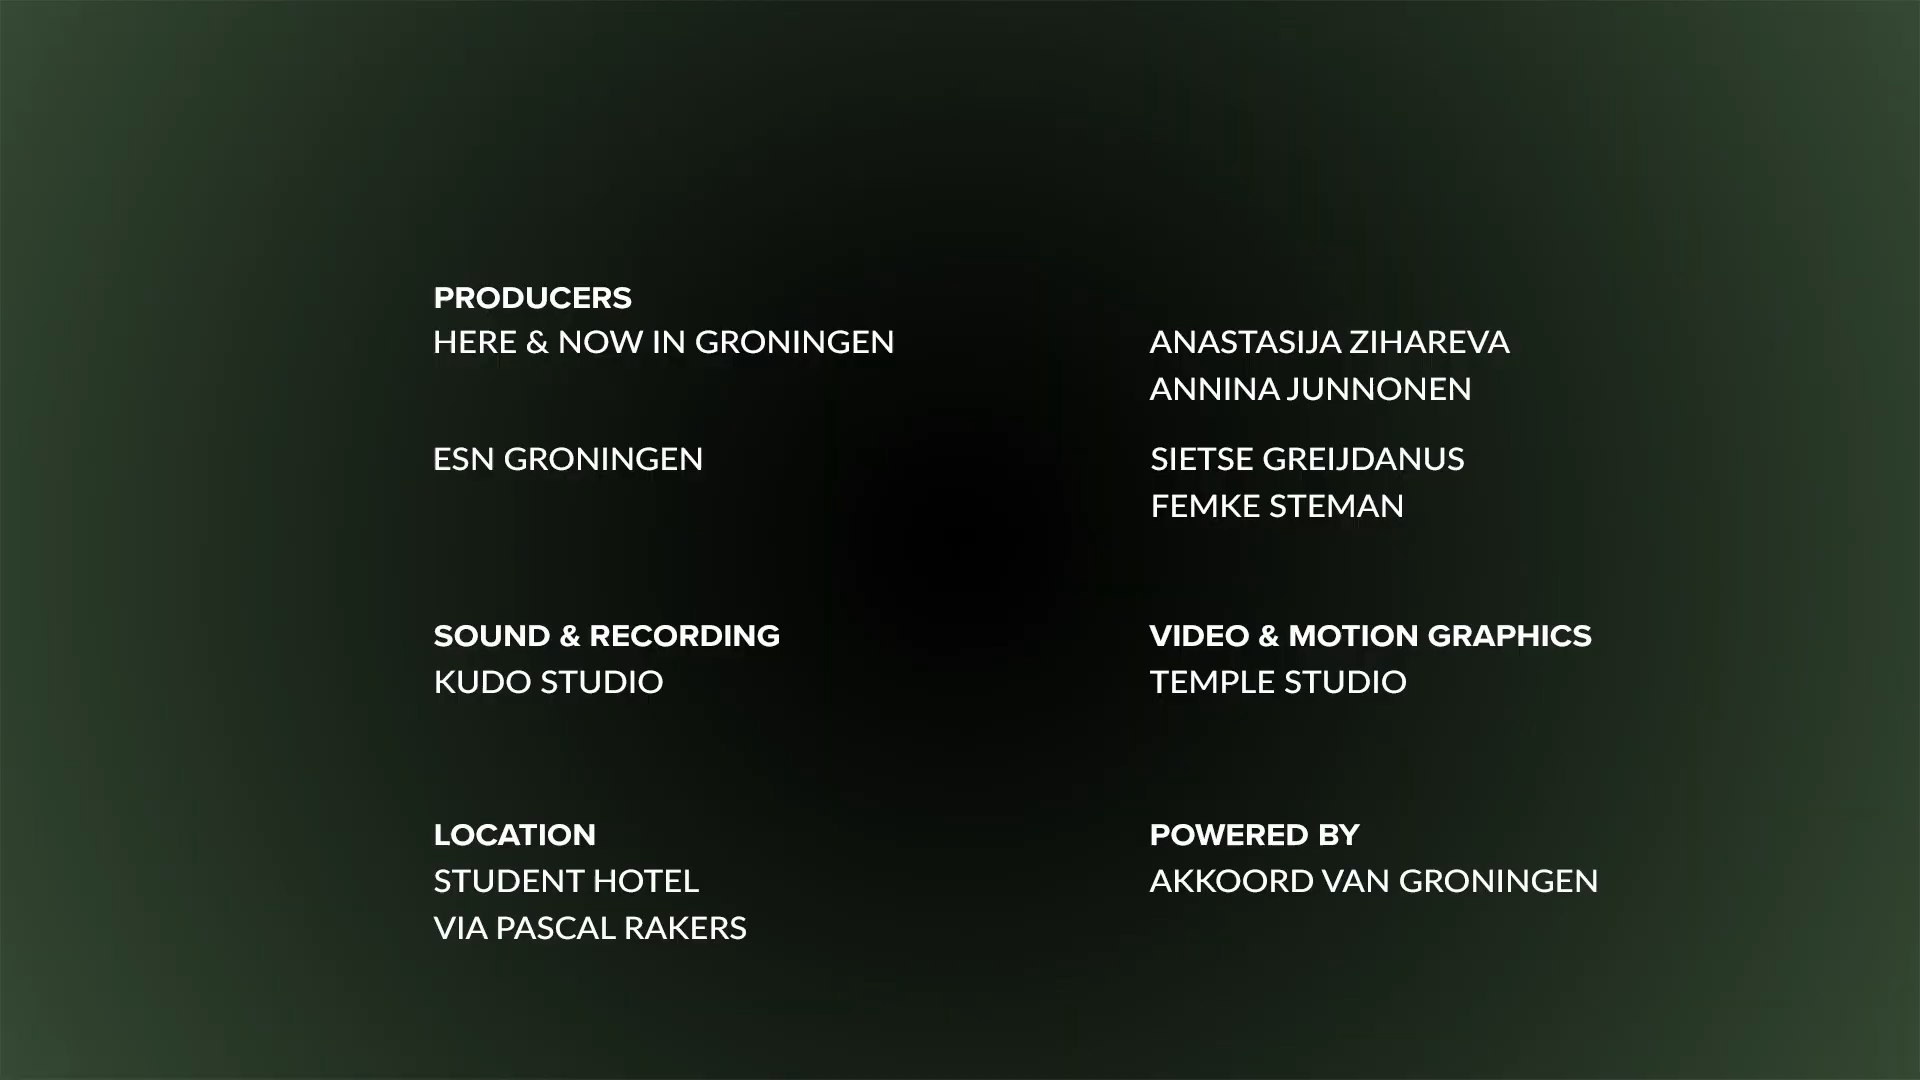 PRODUCERS
HERE & NOW IN GRONINGEN
ANASTASIJA ZIHAREVA
ANNINA JUNNONEN
ESN GRONINGEN
SIETSE GREIJDANUS
FEMKE STEMAN
SOUND & RECORDING
KUDO STUDIO
VIDEO & MOTION GRAPHICS
TEMPLE STUDIO
LOCATION
STUDENT HOTEL
VIA PASCAL RAKERS
POWERED BY
AKKOORD VAN GRONINGEN